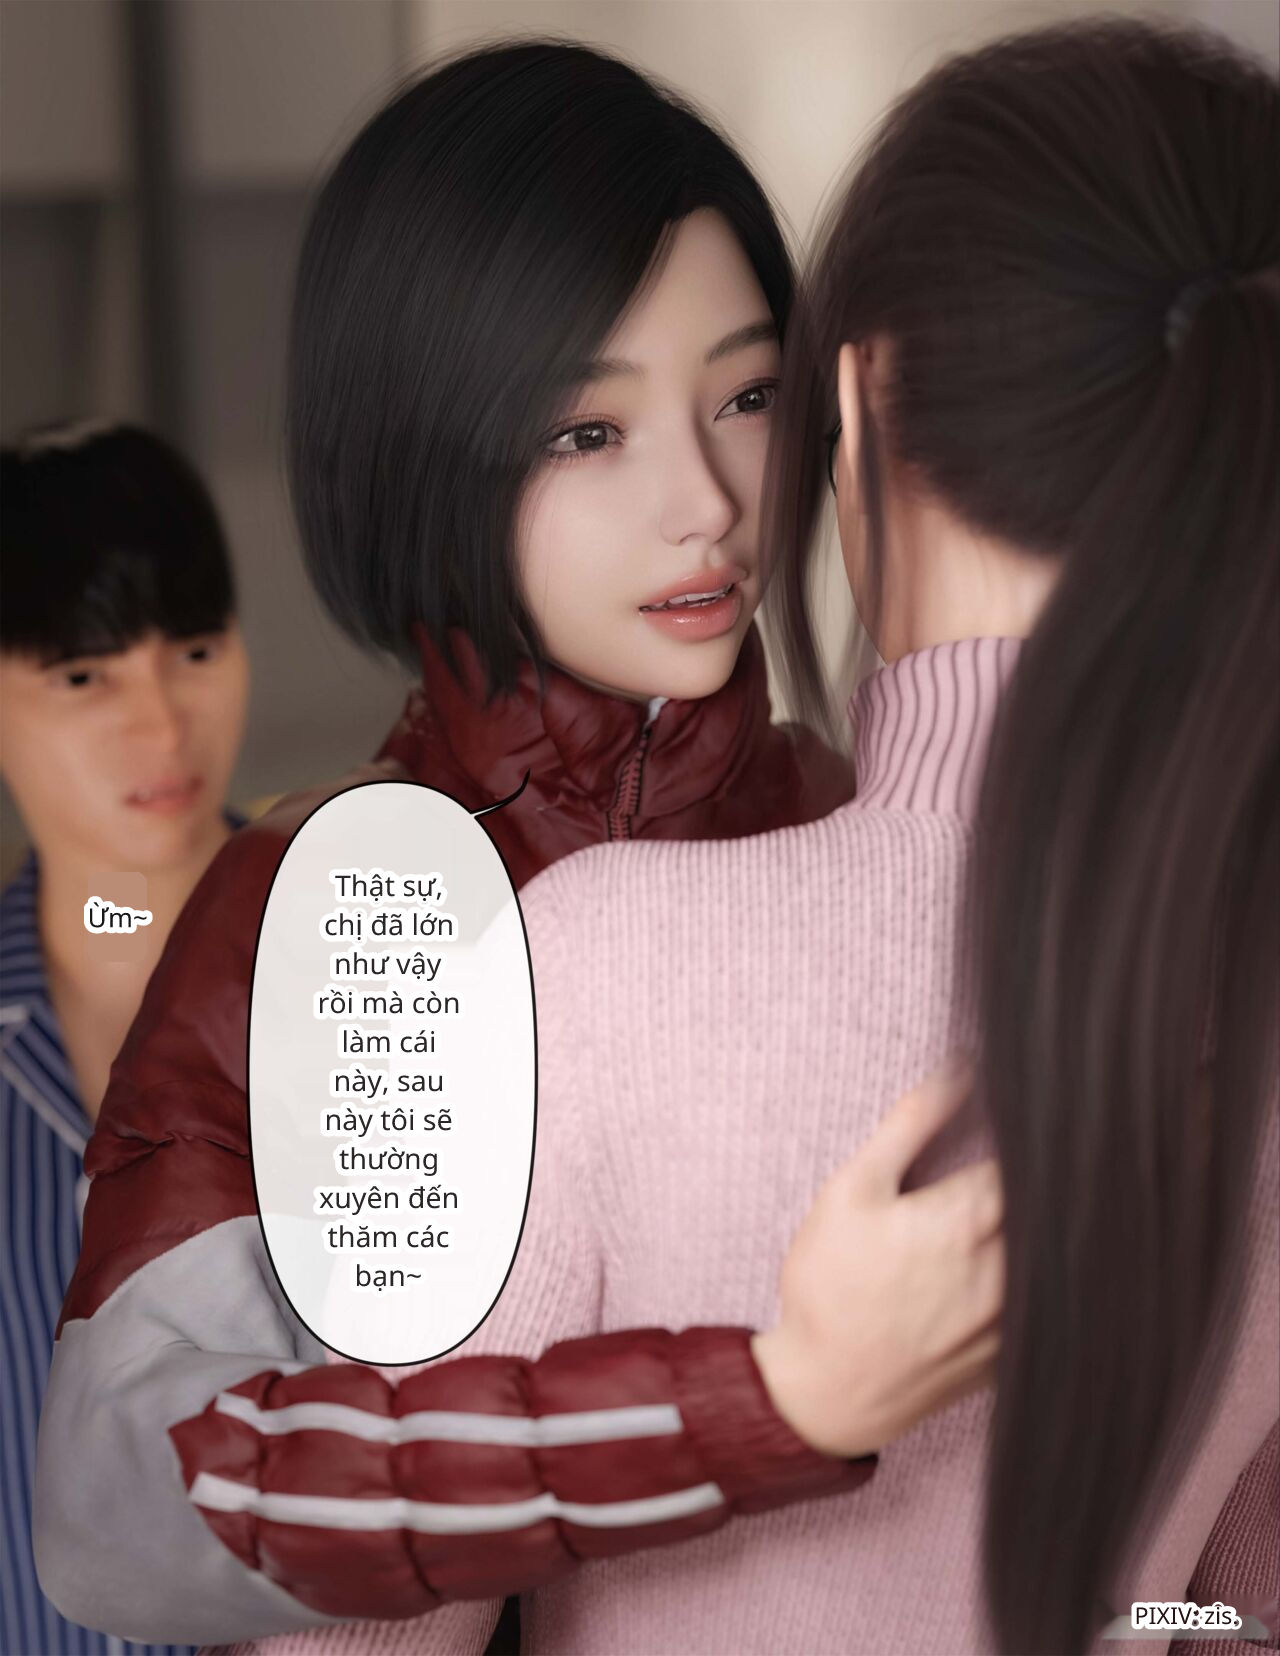 Thật sự,
chị đã lớn
như vậy
rồi mà còn
làm cái
này, sau
này tôi sẽ
thường
xuyên đến
thăm các
bạn~
Ừm~
PIXIV: zis.